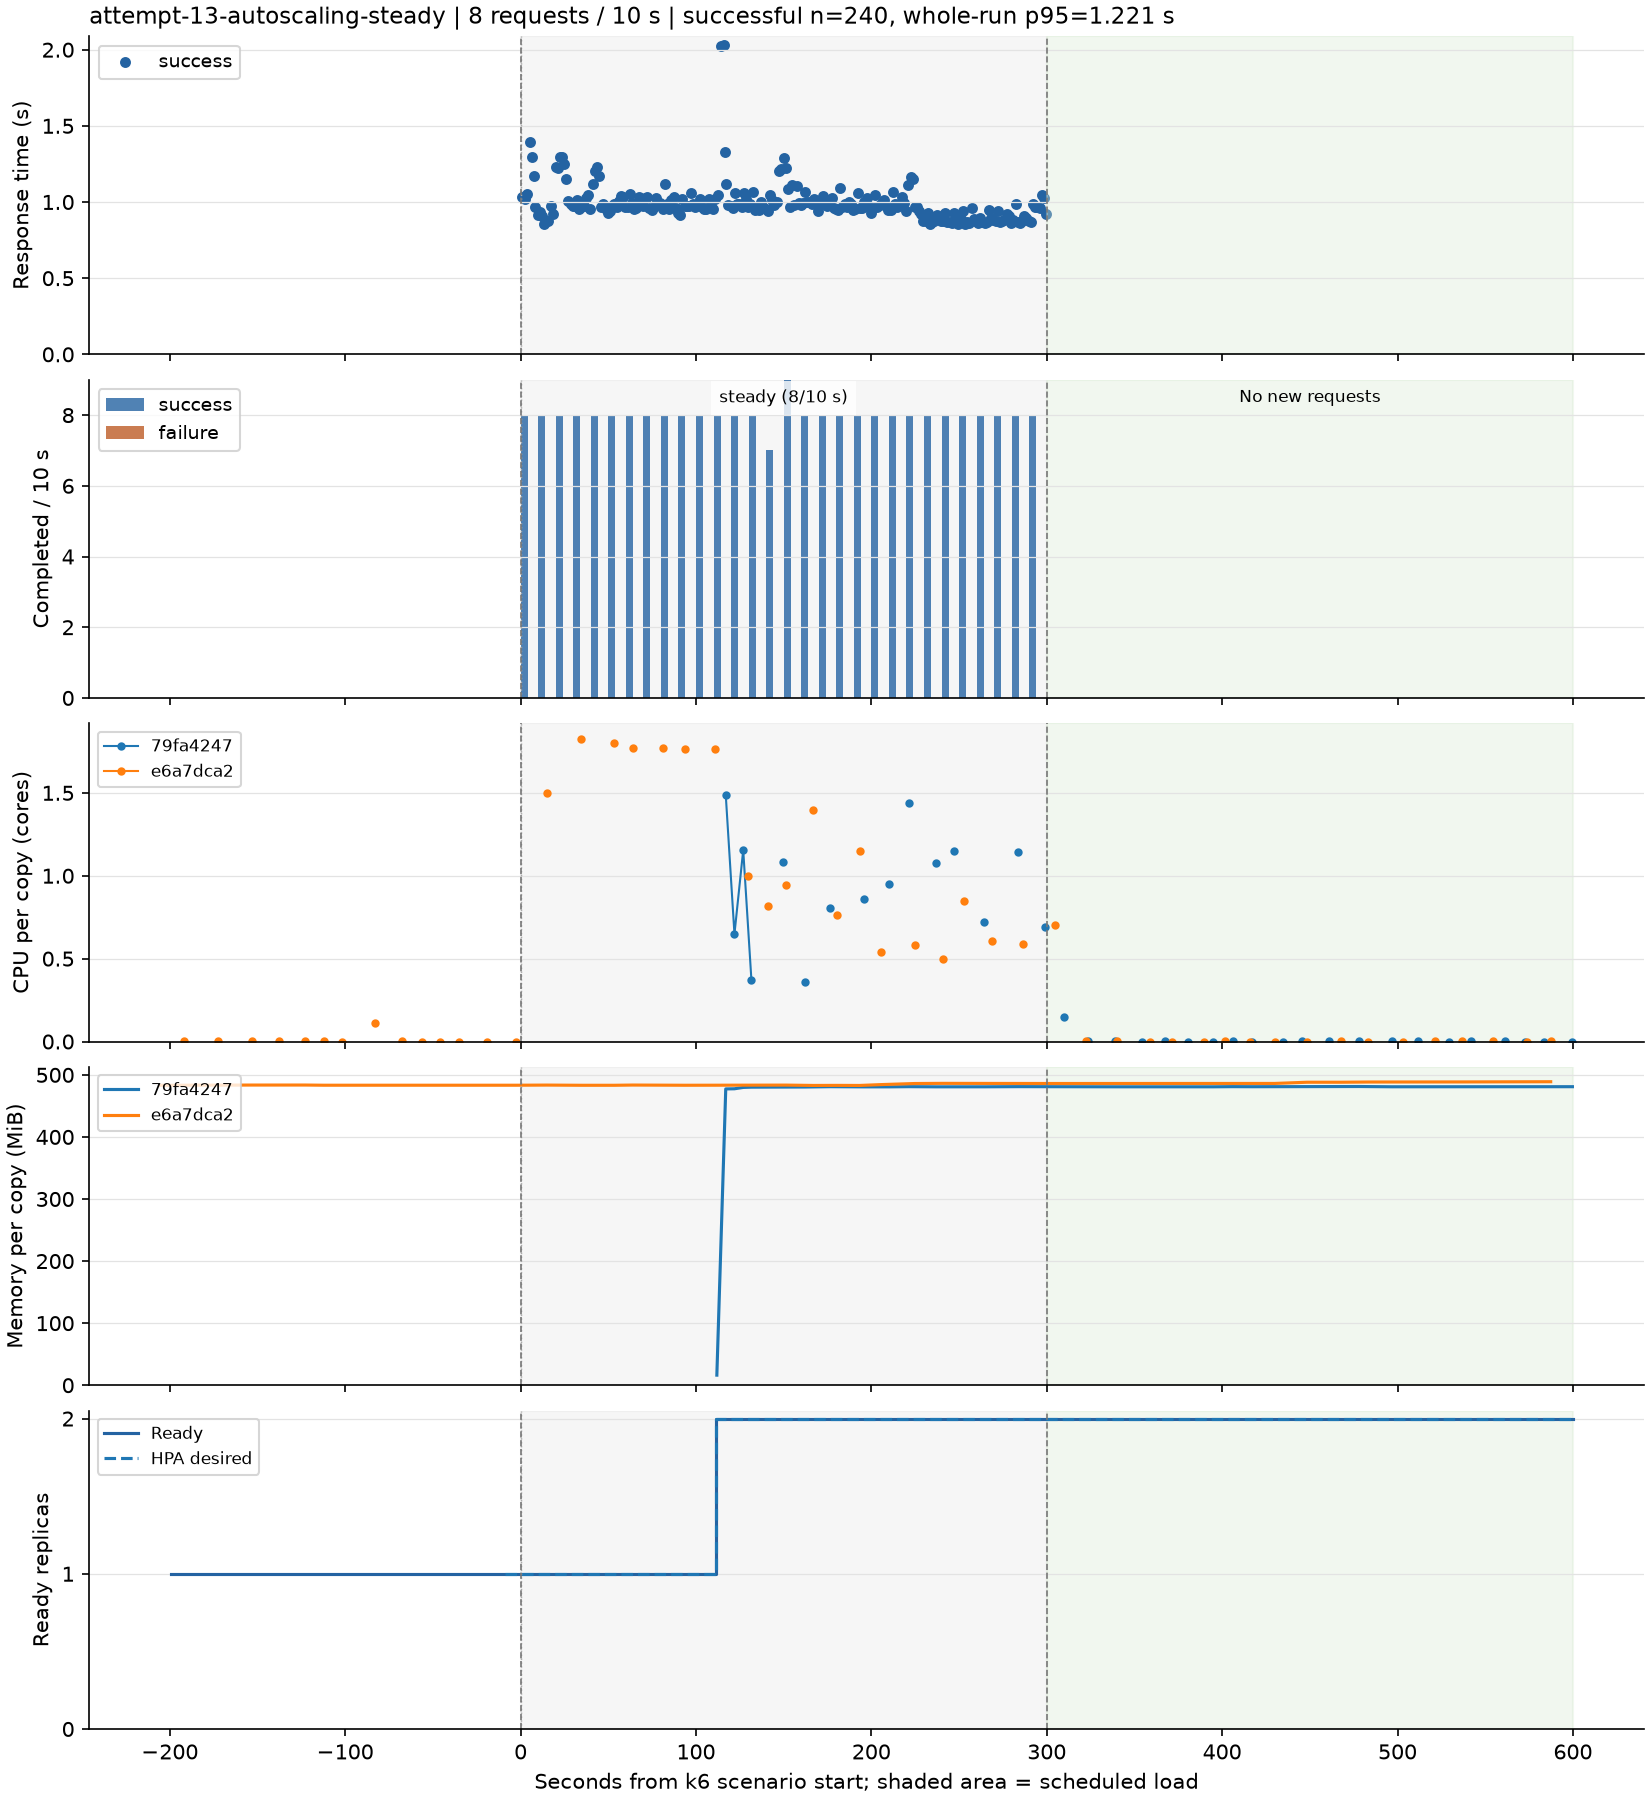 attempt-13-autoscaling-steady | 8 requests / 10 s | successful n=240, whole-run p95=1.221 s
Response time (s)
2.0
1.5
1.0
0.5
0.0
success
Completed / 10 s
8
6
4
2
0
success
failure
steady (8/10 s)
No new requests
CPU per copy (cores)
1.5
1.0
0.5
0.0
79fa4247
e6a7dca2
Memory per copy (MiB)
500
400
300
200
100
0
79fa4247
e6a7dca2
Ready replicas
2
1
0
Ready
HPA desired
−200
−100
0
100
200
300
400
500
600
Seconds from k6 scenario start; shaded area = scheduled load